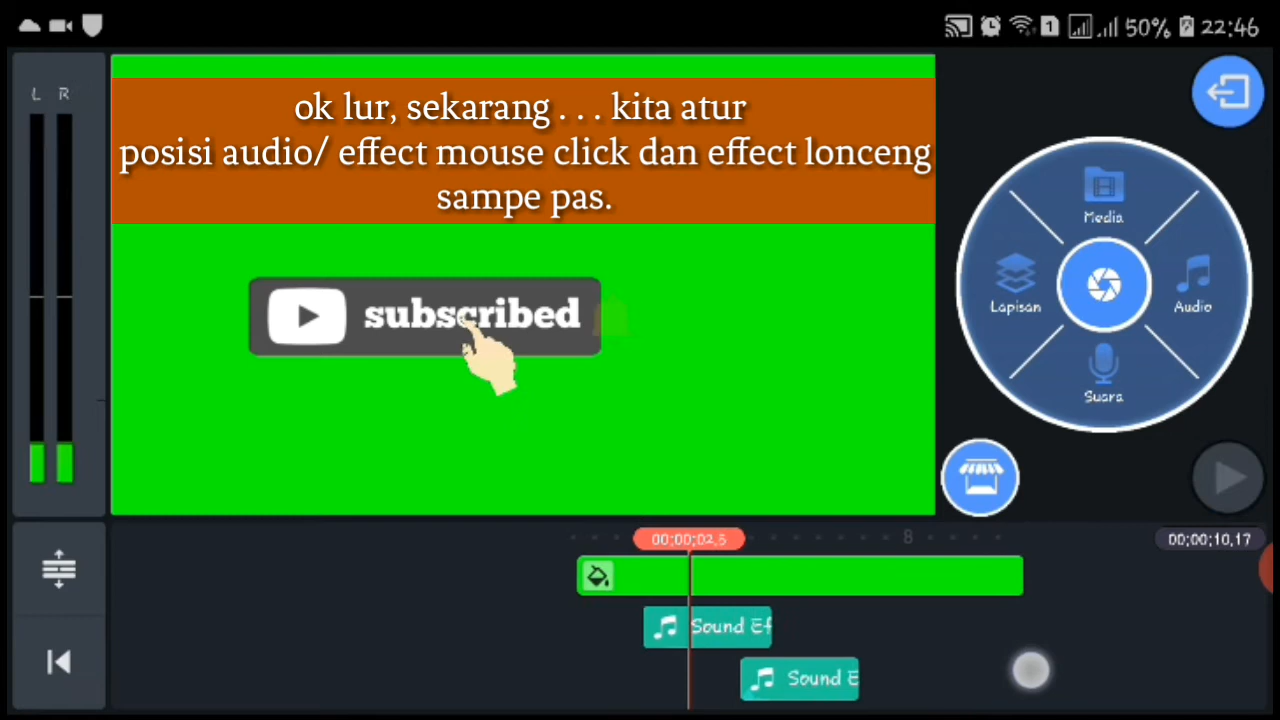 1
50%
22:46
L R
ok lur, sekarang . . . kita atur
posisi audio/ effect mouse click dan effect lonceng
sampe pas.
subscribed
Media
Lapisan
Audio
Suara
00;00;02,5
8
00;00;10,17
Sound Ef
Sound E